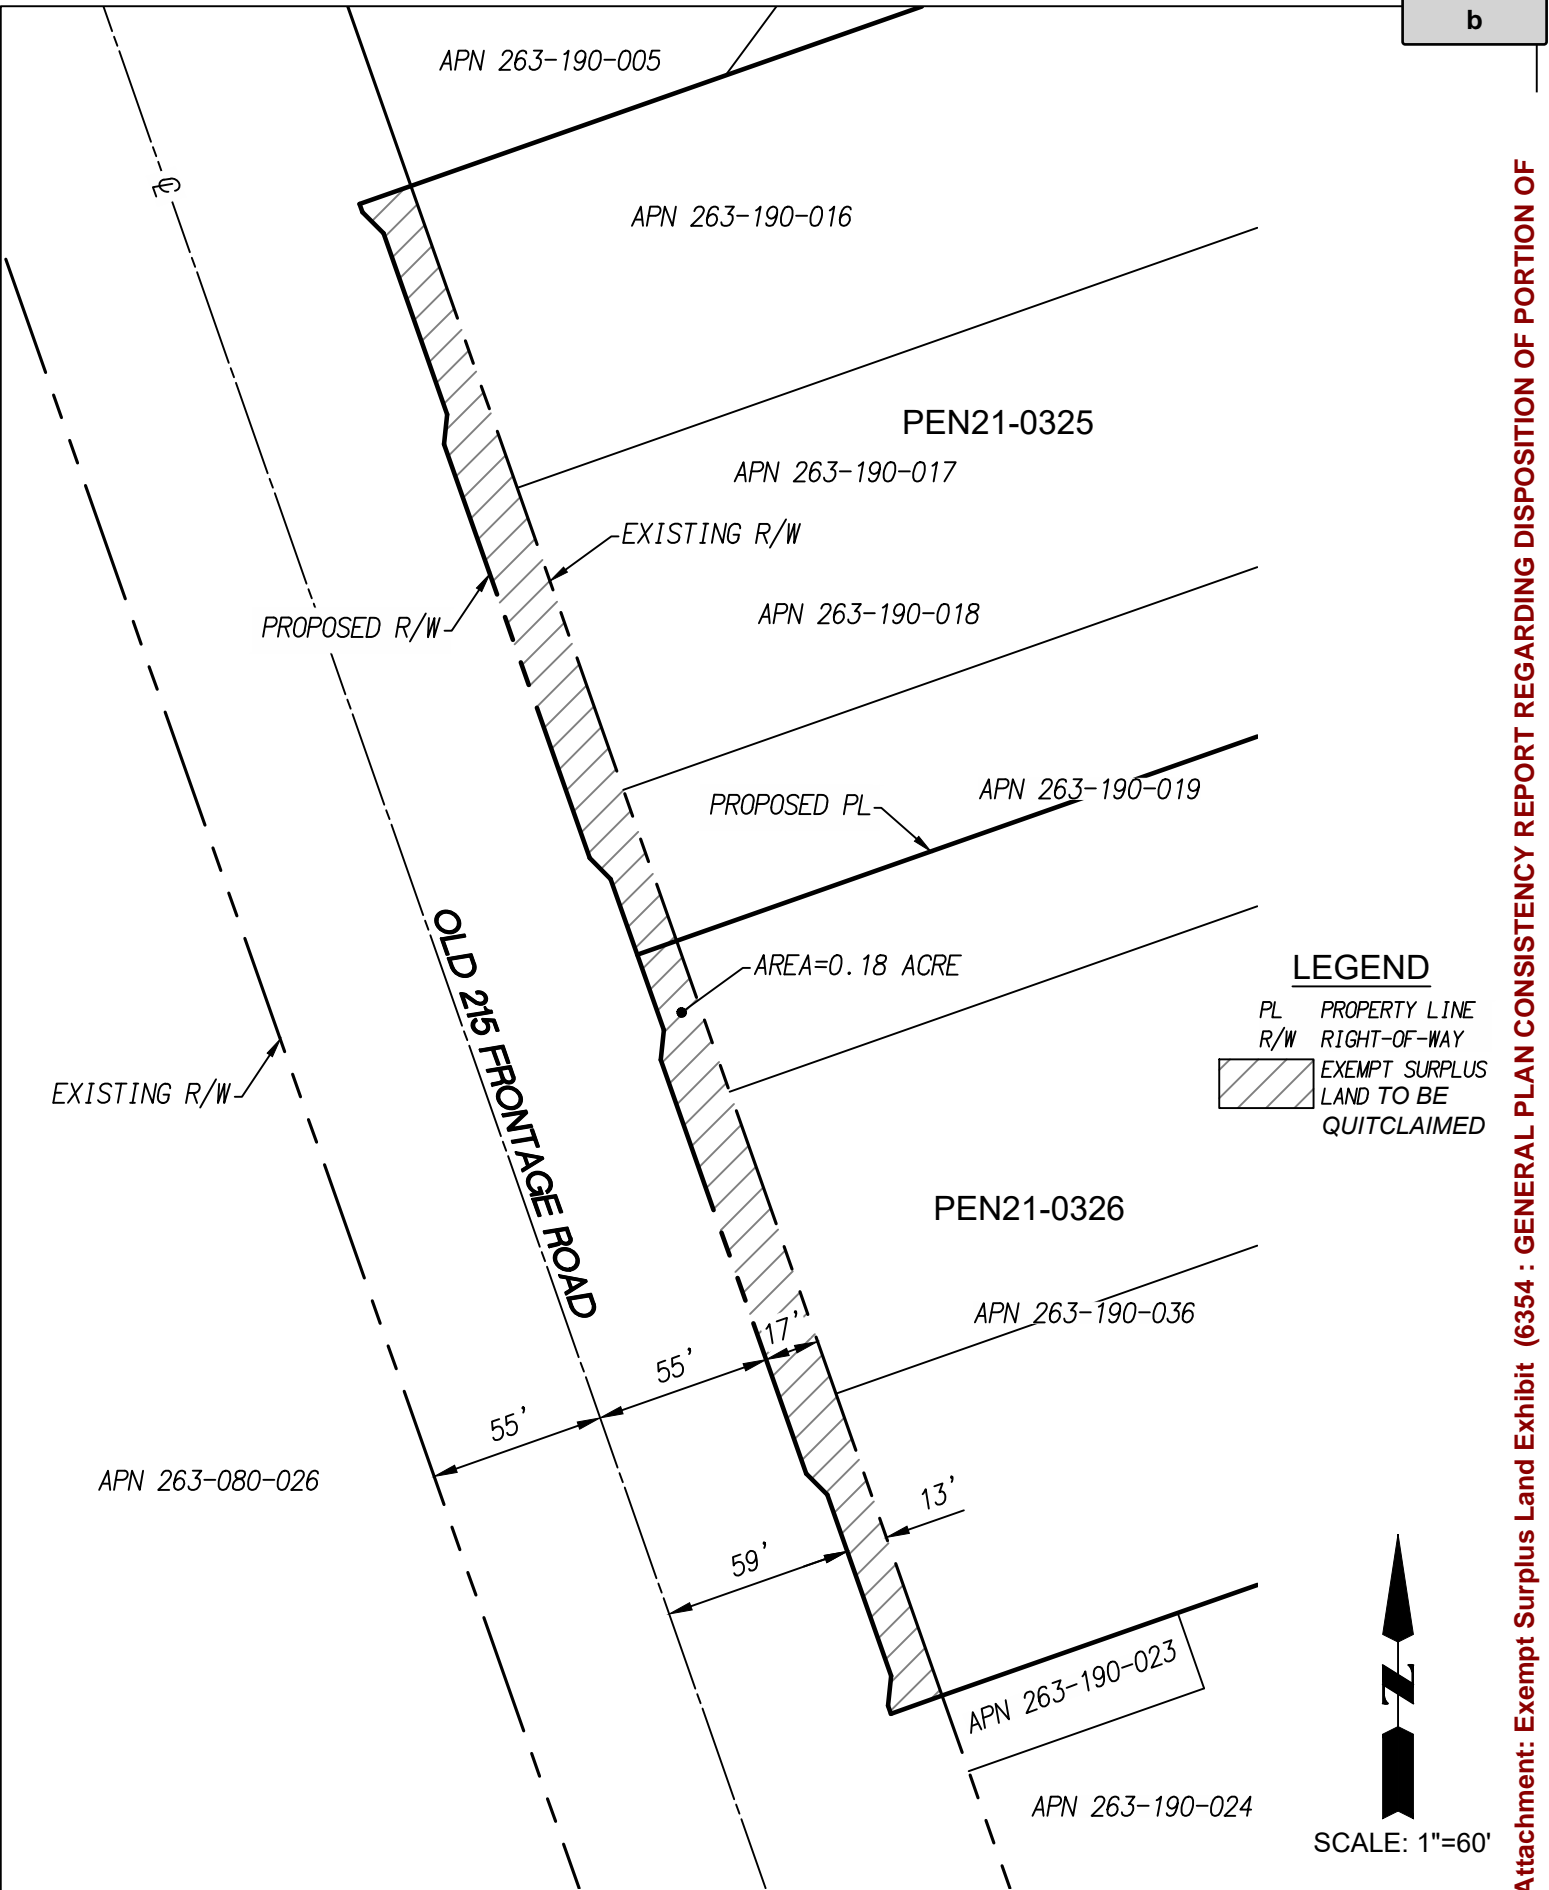 b
APN 263-190-005
℄
APN 263-190-016
PEN21-0325
APN 263-190-017
EXISTING R/W
PROPOSED R/W
APN 263-190-018
PROPOSED PL
APN 263-190-019
AREA=0.18 ACRE
OLD 215 FRONTAGE ROAD
EXISTING R/W
LEGEND
PL PROPERTY LINE
R/W RIGHT-OF-WAY
EXEMPT SURPLUS
LAND TO BE
QUITCLAIMED
PEN21-0326
APN 263-190-036
17'
55'
55'
APN 263-080-026
13'
59'
APN 263-190-023
APN 263-190-024
N
SCALE: 1"=60'
Attachment: Exempt Surplus Land Exhibit (6354 : GENERAL PLAN CONSISTENCY REPORT REGARDING DISPOSITION OF PORTION OF